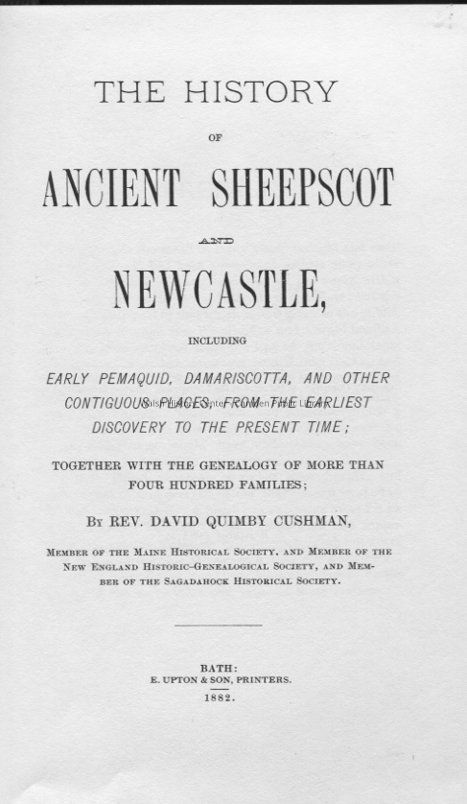 THE HISTORY
OF
ANCIENT SHEEPSCOT
AND
NEWCASTLE,
INCLUDING
EARLY PEMAQUID, DAMARISCOTTA, AND OTHER
CONTIGUOUS PLACES, FROM THE EARLIEST
DISCOVERY TO THE PRESENT TIME;
TOGETHER WITH THE GENEALOGY OF MORE THAN
FOUR HUNDRED FAMILIES;
BY REV. DAVID QUIMBY CUSHMAN,
MEMBER OF THE MAINE HISTORICAL SOCIETY, AND MEMBER OF THE
NEW ENGLAND HISTORIC-GENEALOGICAL SOCIETY, AND MEM-
BER OF THE SAGADAHOCK HISTORICAL SOCIETY.
BATH:
E. UPTON & SON, PRINTERS.
1882.